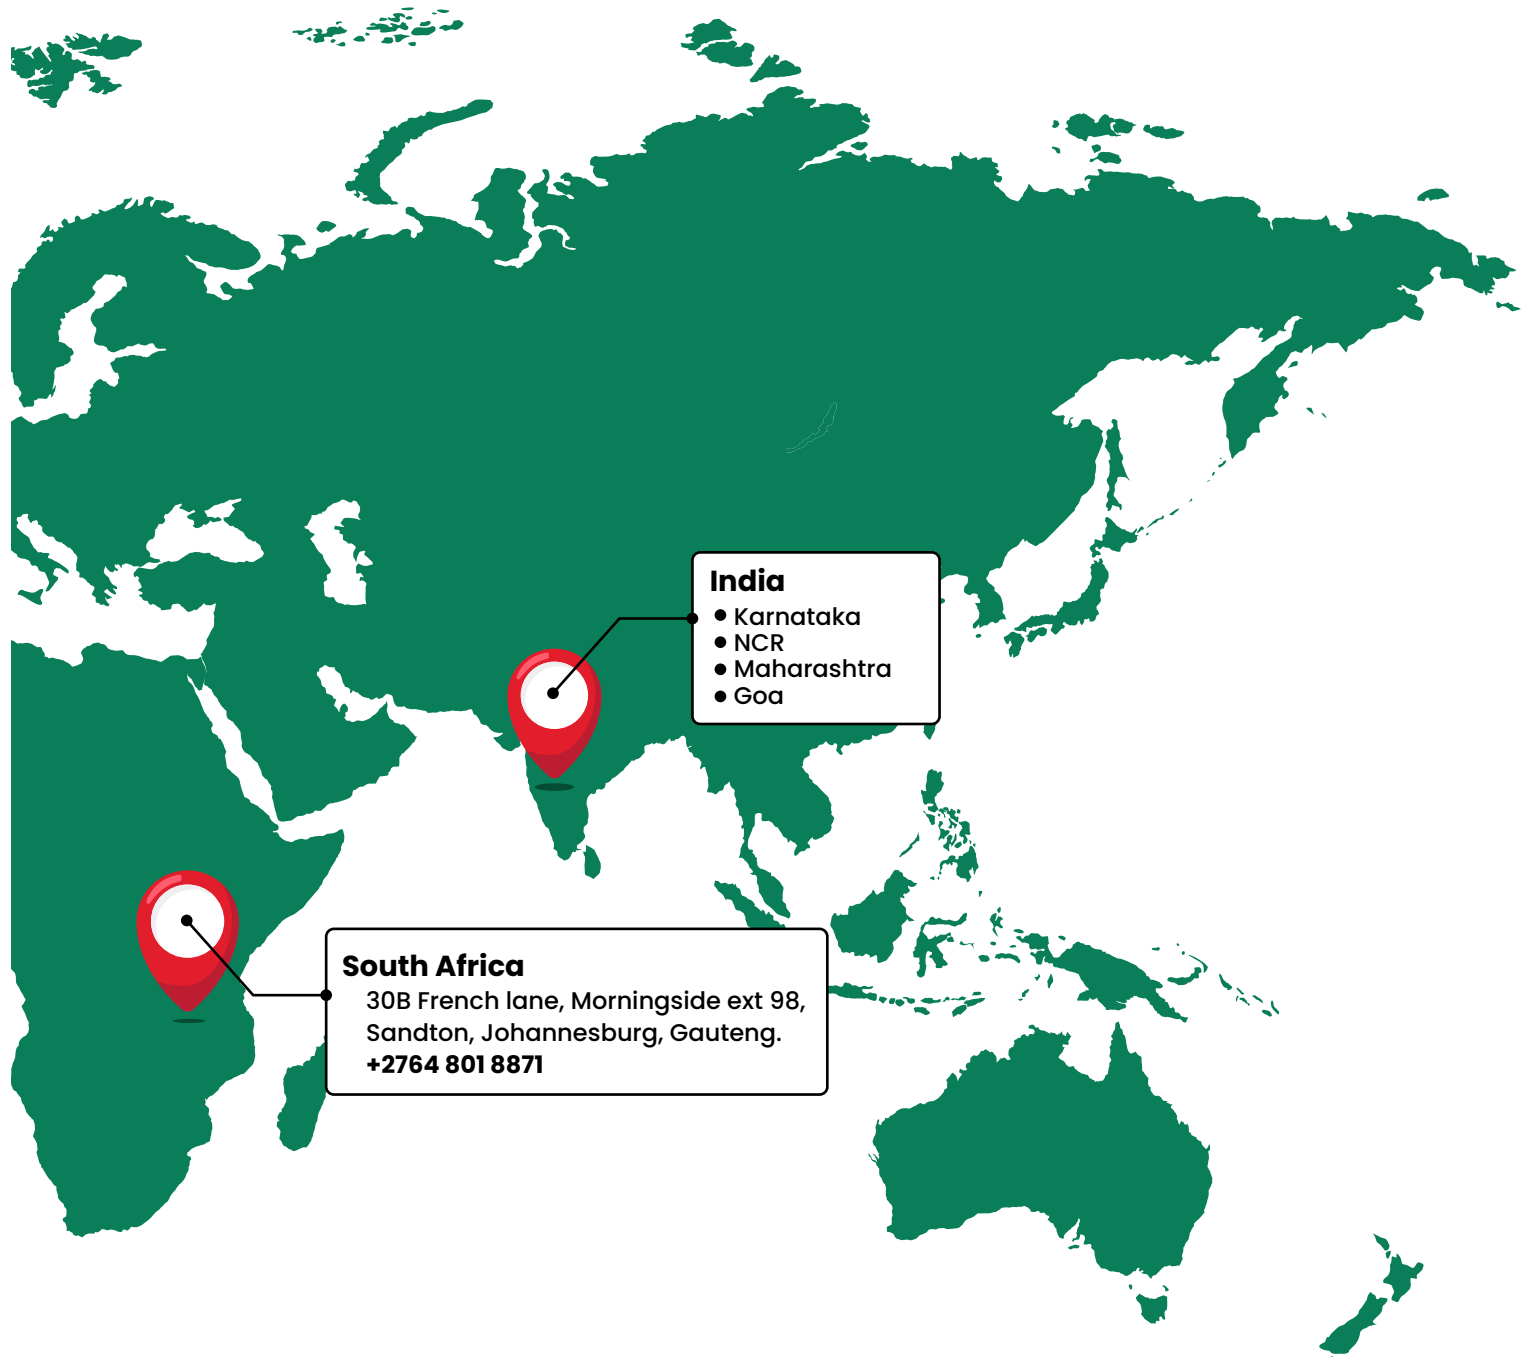 India
Karnataka
NCR
Maharashtra
Goa
South Africa
30B French lane, Morningside ext 98,
Sandton, Johannesburg, Gauteng.
+2764 801 8871